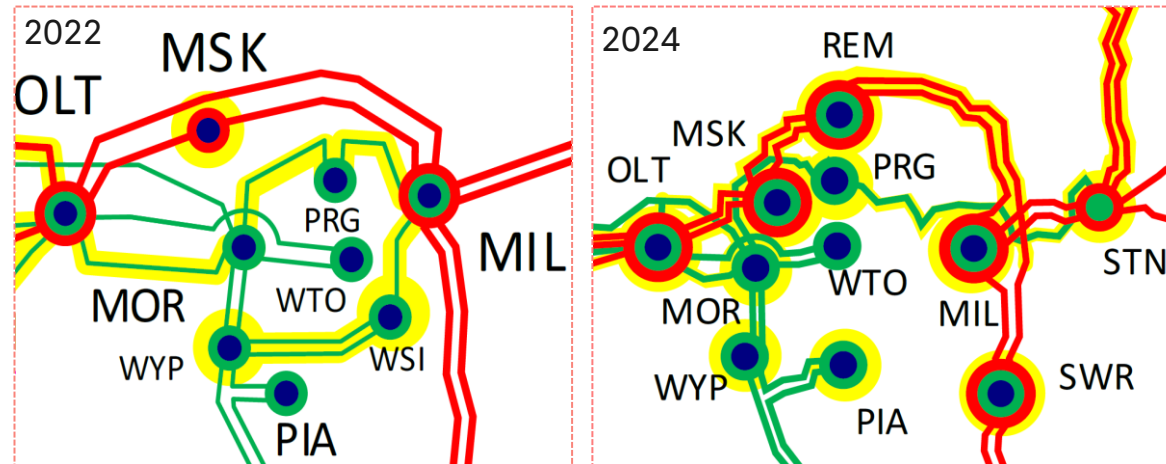 2022
MSK
OLT
PRG
MOR
WTO
MIL
WYP
WSI
PIA
2024
REM
MSK
OLT
PRG
WTO
STN
MOR
MIL
WYP
SWR
PIA